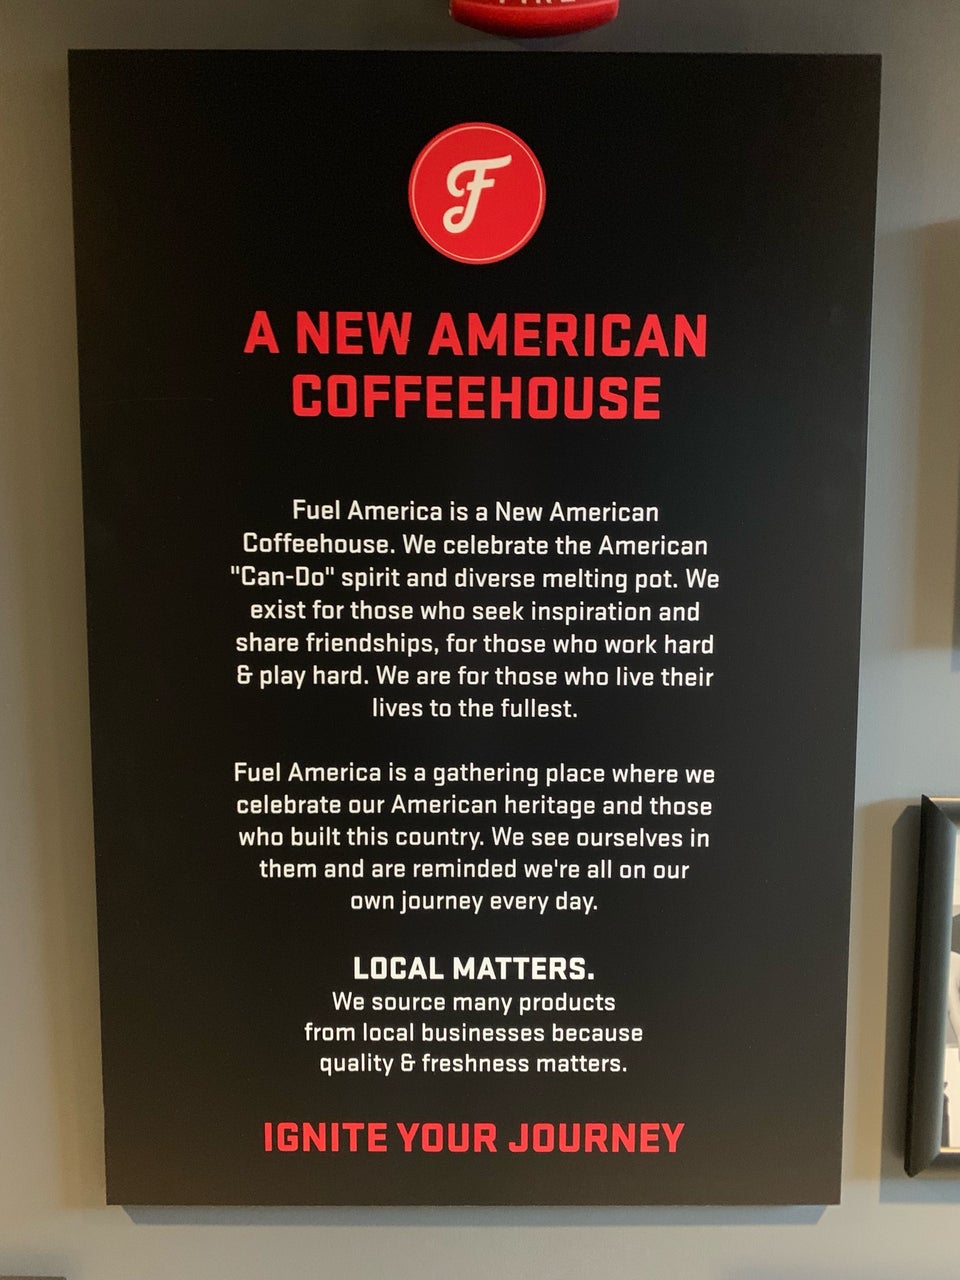 F
A NEW AMERICAN
COFFEEHOUSE
Fuel America is a New American
Coffeehouse. We celebrate the American
"Can-Do" spirit and diverse melting pot. We
exist for those who seek inspiration and
share friendships, for those who work hard
& play hard. We are for those who live their
lives to the fullest.
Fuel America is a gathering place where we
celebrate our American heritage and those
who built this country. We see ourselves in
them and are reminded we're all on our
own journey every day.
LOCAL MATTERS.
We source many products
from local businesses because
quality & freshness matters.
IGNITE YOUR JOURNEY